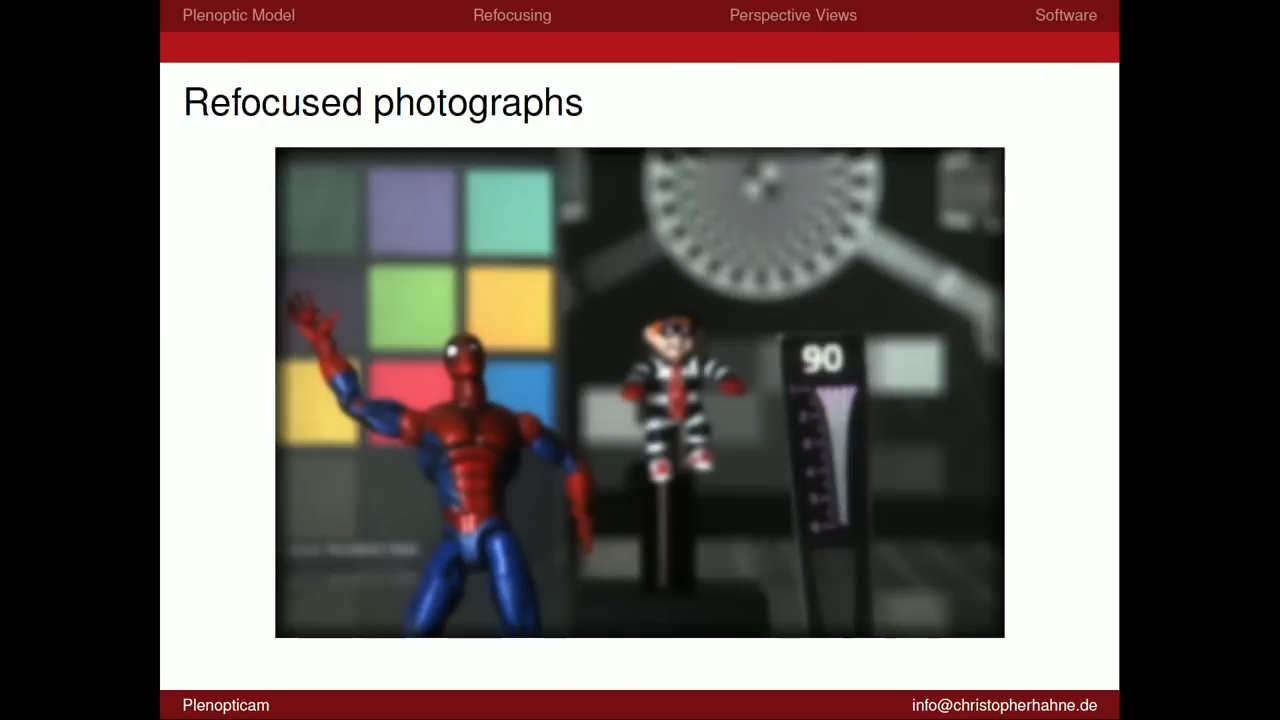 Plenoptic Model Refocusing Perspective Views Software
Refocused photographs
90
Plenopticam info@christopherhahne.de